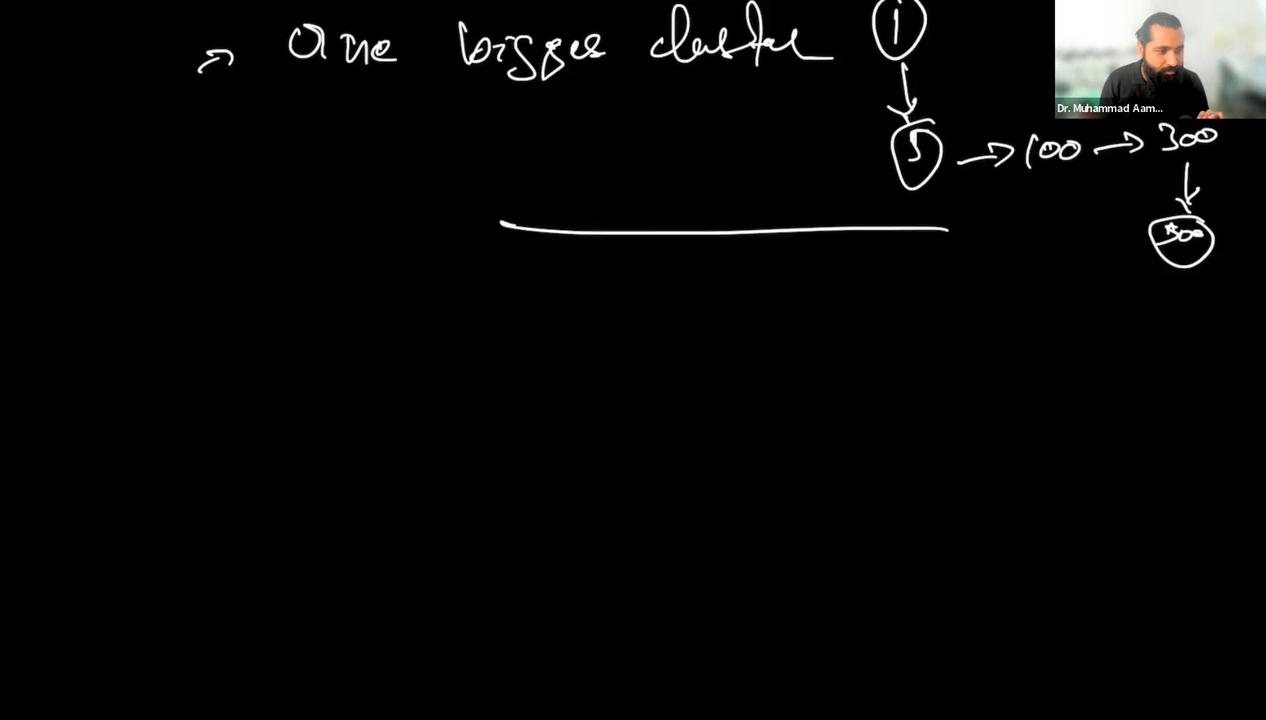 → One bigger cluster 1
Dr. Muhammad Aam...
5 → 100 → 300